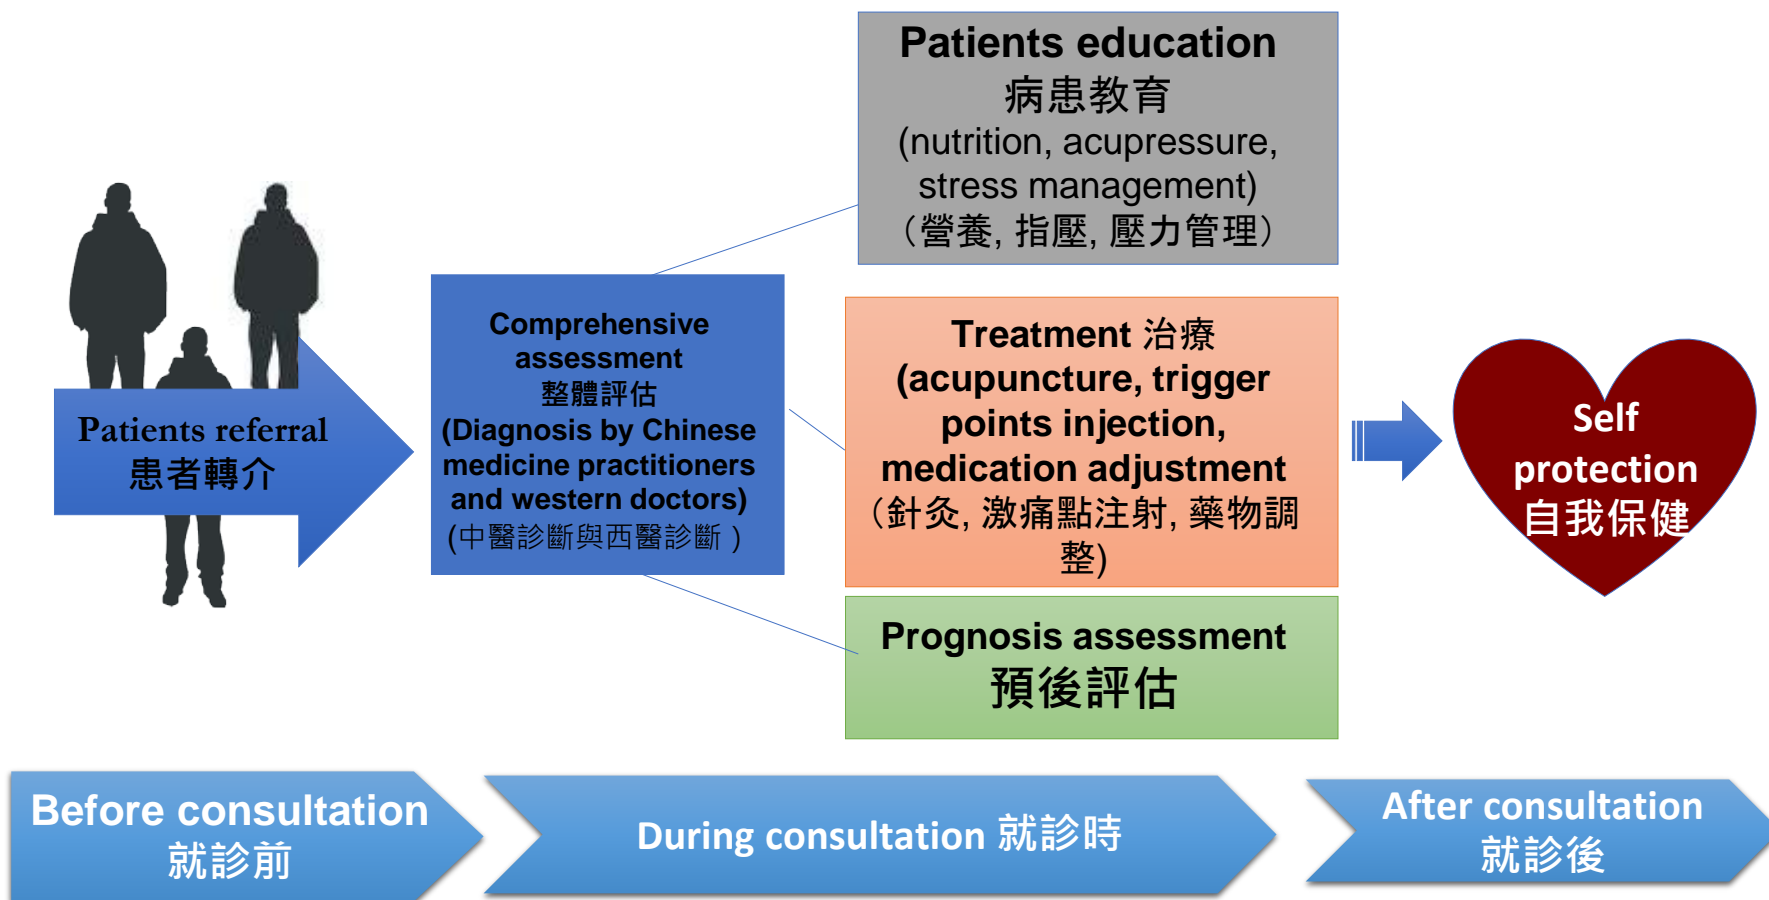 Patients referral
患者轉介
Comprehensive
assessment
整體評估
(Diagnosis by Chinese
medicine practitioners
and western doctors)
(中醫診斷與西醫診斷 )
Patients education
病患教育
(nutrition, acupressure,
stress management)
（營養, 指壓, 壓力管理）
Treatment 治療
(acupuncture, trigger
points injection,
medication adjustment
（針灸, 激痛點注射, 藥物調
整)
Prognosis assessment
預後評估
Self
protection
自我保健
Before consultation
就診前
During consultation 就診時
After consultation
就診後